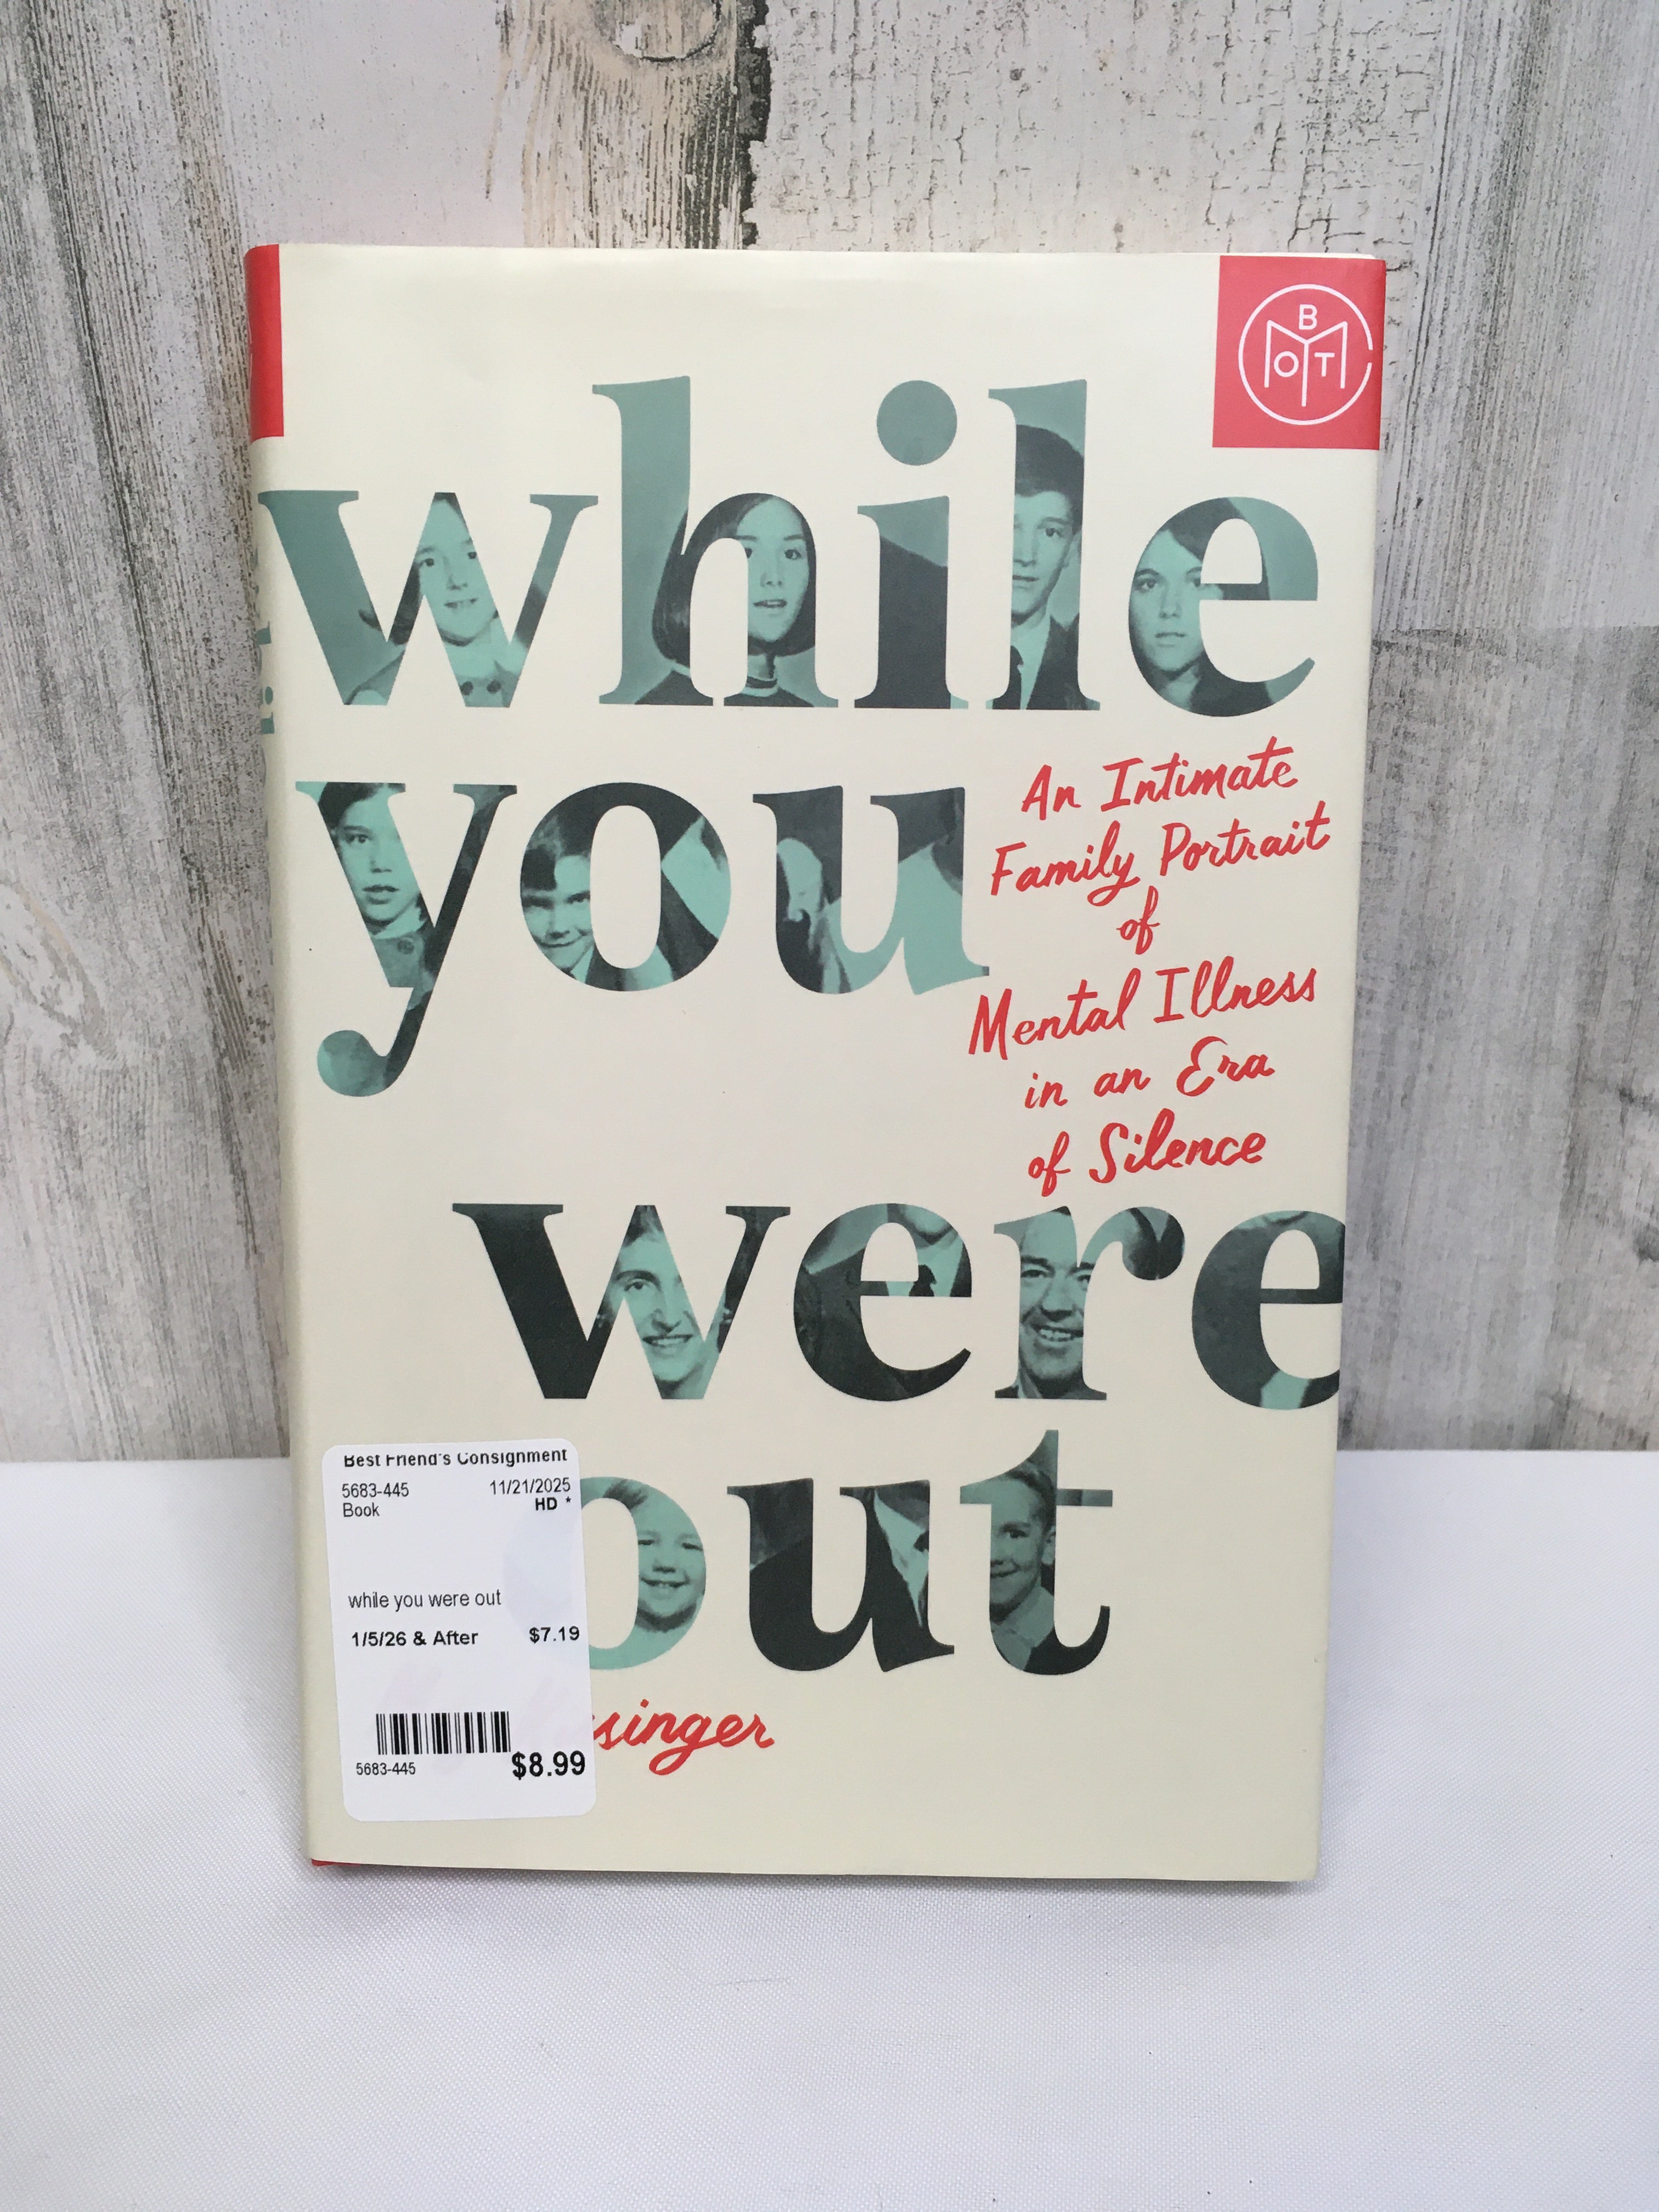 BOTM
while
you
An Intimate
Family Portrait
of
Mental Illness
in an Era
of Silence
were
out
singer
Best Friend's Consignment
5683-445 11/21/2025
Book HD *
while you were out
1/5/26 & After $7.19
5683-445 $8.99